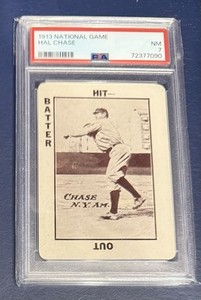 1913 NATIONAL GAME
HAL CHASE
NM
7
PSA
72377090
HIT
BATTER
CHASE
N.Y. AM.
OUT